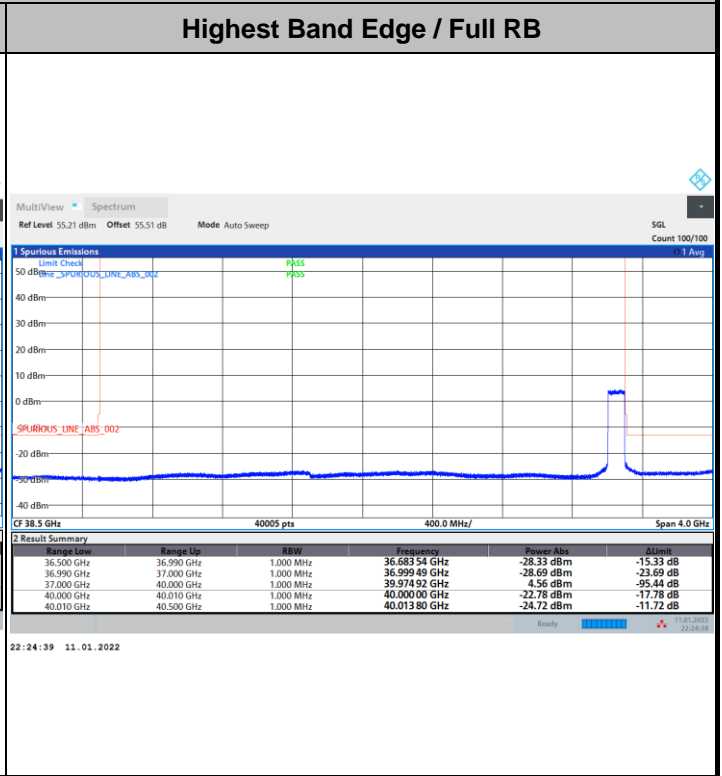 Highest Band Edge / Full RB
MultiView Spectrum
Ref Level 55.21 dBm Offset 55.51 dB Mode Auto Sweep SGL
Count 100/100
1 Spurious Emissions 1 Avg
Limit Check PASS
50 dBm Line _SPURIOUS_LINE_ABS_002 PASS
40 dBm
30 dBm
20 dBm
10 dBm
0 dBm
_SPURIOUS_LINE_ABS_002
-20 dBm
-30 dBm
-40 dBm
CF 38.5 GHz 40005 pts 400.0 MHz/ Span 4.0 GHz
2 Result Summary
Range Low Range Up RBW Frequency Power Abs ΔLimit
36.500 GHz 36.990 GHz 1.000 MHz 36.683 54 GHz -28.33 dBm -15.33 dB
36.990 GHz 37.000 GHz 1.000 MHz 36.999 49 GHz -28.69 dBm -23.69 dB
37.000 GHz 40.000 GHz 1.000 MHz 39.974 92 GHz 4.56 dBm -95.44 dB
40.000 GHz 40.010 GHz 1.000 MHz 40.000 00 GHz -22.78 dBm -17.78 dB
40.010 GHz 40.500 GHz 1.000 MHz 40.013 80 GHz -24.72 dBm -11.72 dB
Ready 11.01.2022
22:24:38
22:24:39 11.01.2022